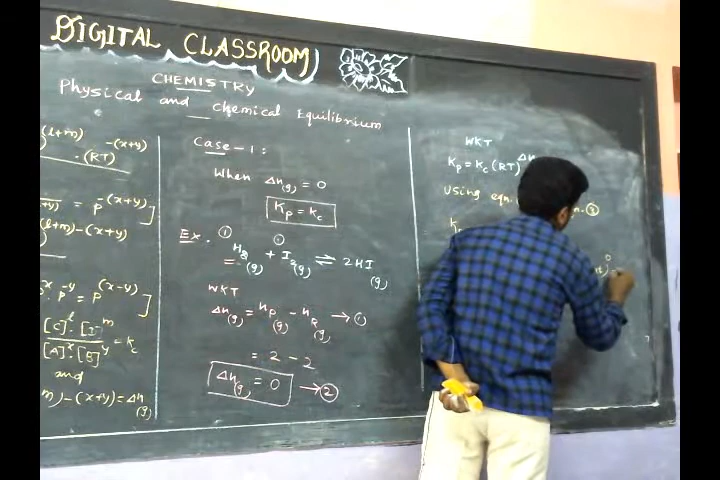 DIGITAL CLASSROOM
CHEMISTRY
Physical and Chemical Equilibrium
(l+m) -(x+y)
.(RT)
= p^-(x+y)]
(l+m)-(x+y)
p^-y = p^(x-y)]
[C]^l.[D]^m
[A]^x.[B]^y = Kc
and
m)-(x+y)=Δn(g)
Case-1:
When Δn(g) = 0
Kp = Kc
Ex. ① H2(g) + ① I2(g) ⇌ 2HI(g)
WKT
Δn(g) = nP(g) - nR(g) → ①
= 2 - 2
Δn(g) = 0 → ②
WKT
Kp = Kc (RT)^Δn
Using eqn.